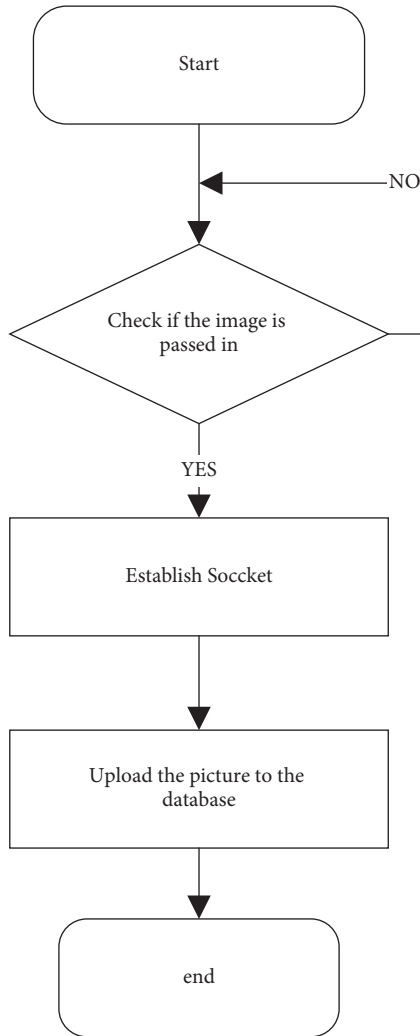 Start
NO
Check if the image is
passed in
YES
Establish Soccket
Upload the picture to the
database
end